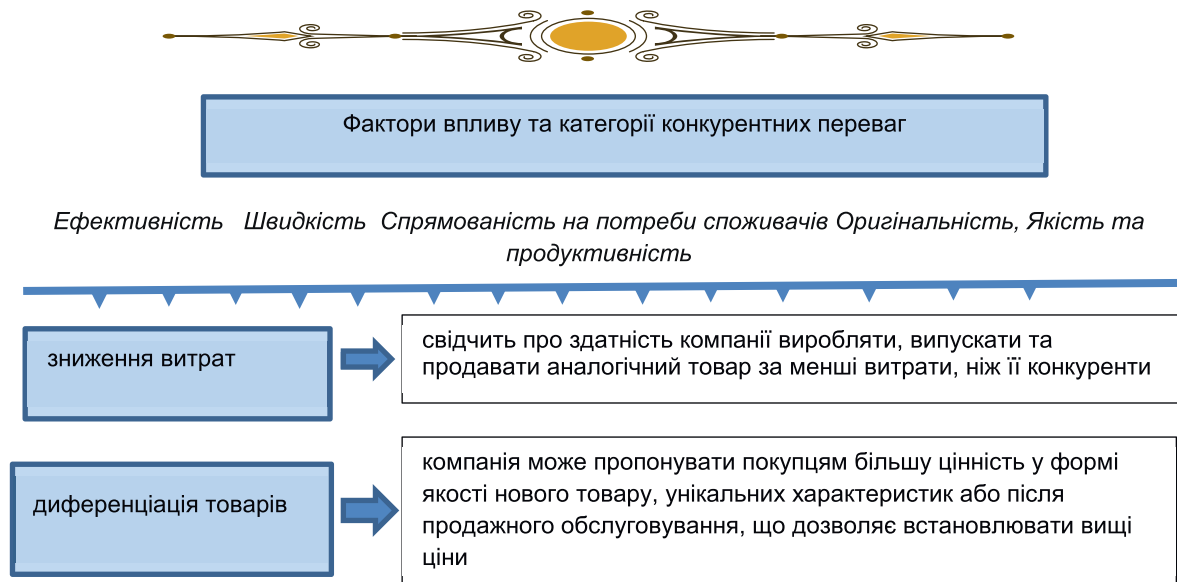 Фактори впливу та категорії конкурентних переваг
Ефективність Швидкість Спрямованість на потреби споживачів Оригінальність, Якість та
продуктивність
зниження витрат
свідчить про здатність компанії виробляти, випускати та
продавати аналогічний товар за менші витрати, ніж її конкуренти
диференціація товарів
компанія може пропонувати покупцям більшу цінність у формі
якості нового товару, унікальних характеристик або після
продажного обслуговування, що дозволяє встановлювати вищі
ціни